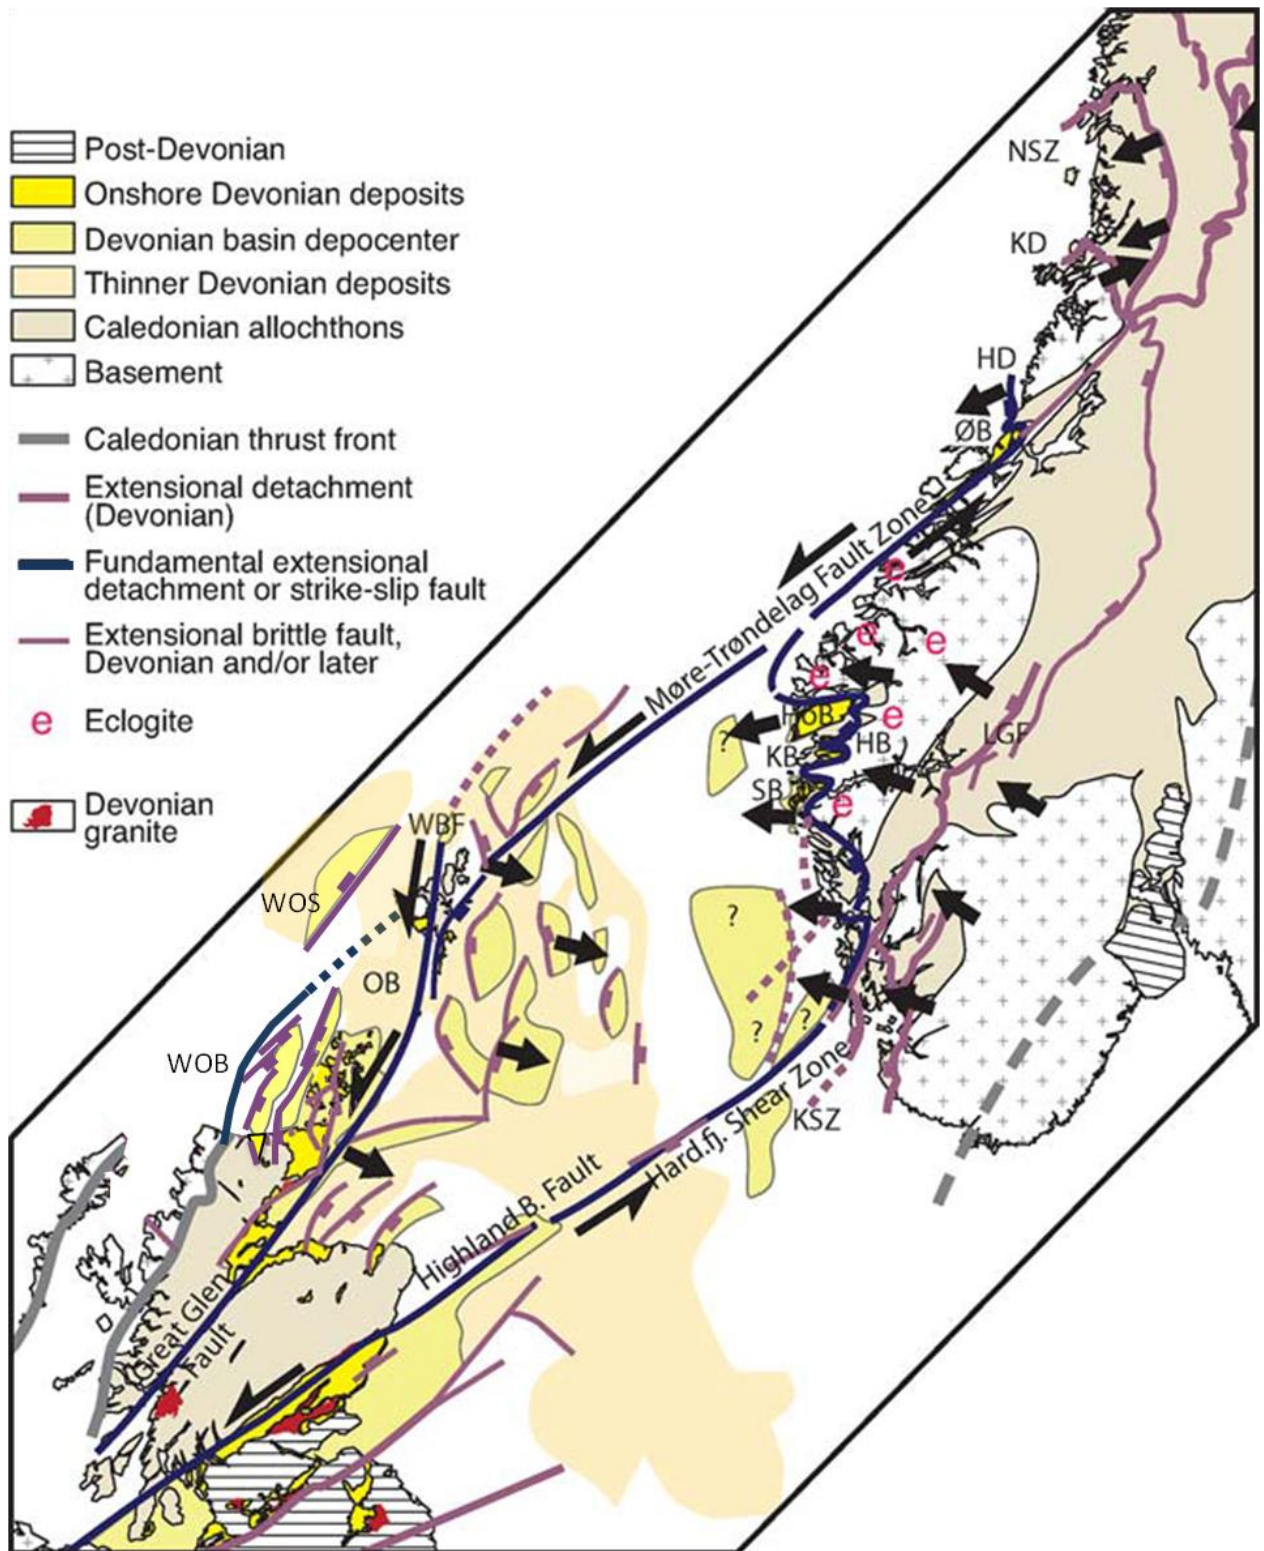 Post-Devonian
Onshore Devonian deposits
Devonian basin depocenter
Thinner Devonian deposits
Caledonian allochthons
Basement
Caledonian thrust front
Extensional detachment
(Devonian)
Fundamental extensional
detachment or strike-slip fault
Extensional brittle fault,
Devonian and/or later
e Eclogite
Devonian
granite
NSZ
KD
HD
ØB
Møre-Trøndelag Fault Zone
e
e
e
e
e
HoB
?
KB
HB
LGF
SB
e
WBF
WOS
?
OB
?
?
WOB
KSZ
Hard.fj. Shear Zone
Highland B. Fault
Great Glen
Fault